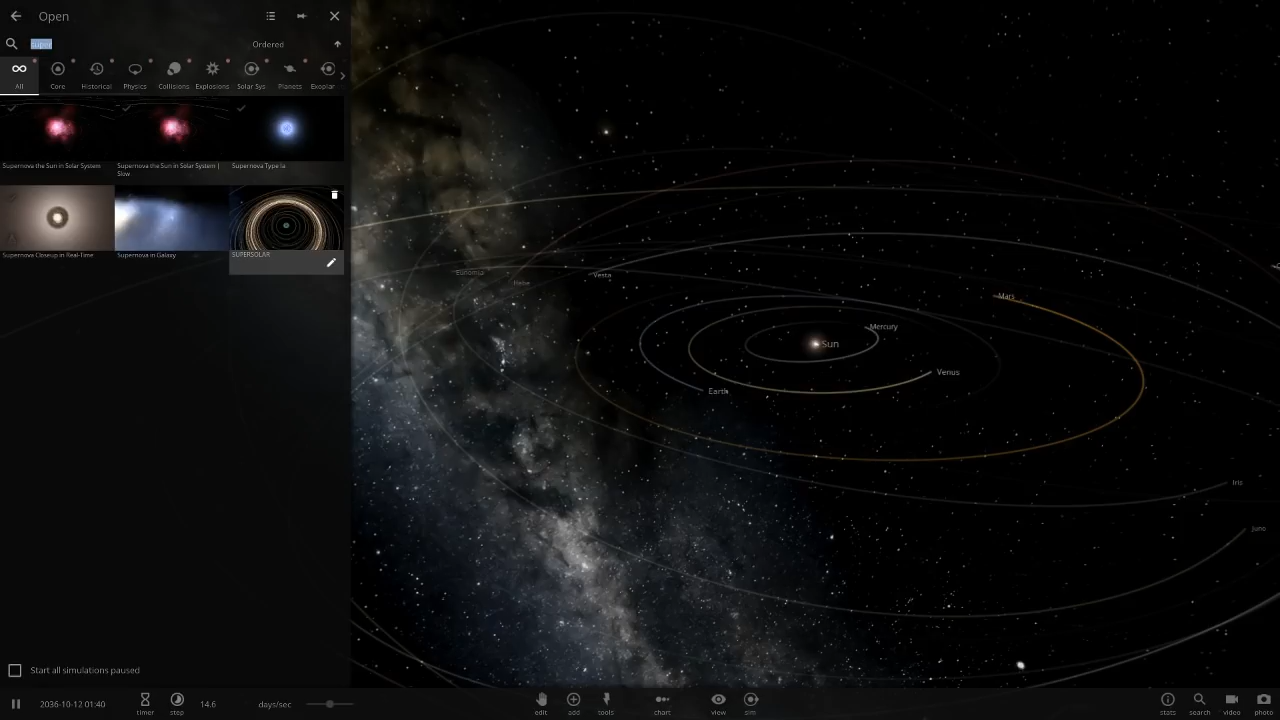 Open
super
Ordered
All
Core
Historical
Physics
Collisions
Explosions
Solar Sys
Planets
Exoplar
Supernova the Sun in Solar System
Supernova the Sun in Solar System |
Slow
Supernova Type Ia
Supernova Closeup in Real-Time
Supernova in Galaxy
SUPERSOLAR
Eunomia
Hebe
Vesta
Mars
Mercury
Sun
Venus
Earth
Iris
Juno
Start all simulations paused
2036-10-12 01:40
timer
step
14.6
days/sec
edit
add
tools
chart
view
sim
stats
search
video
photo